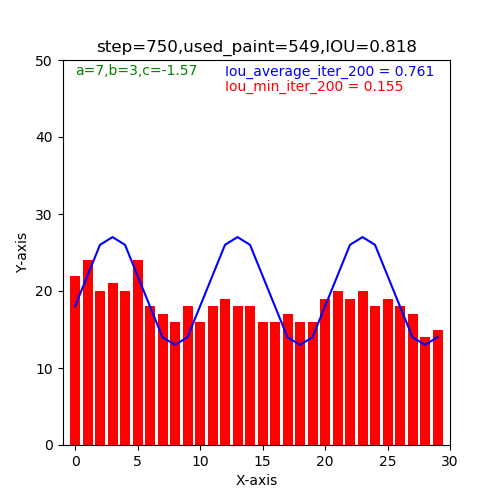 step=750,used_paint=549,IOU=0.818
a=7,b=3,c=-1.57
Iou_average_iter_200 = 0.761
Iou_min_iter_200 = 0.155
50
40
30
20
10
0
Y-axis
0 5 10 15 20 25 30
X-axis